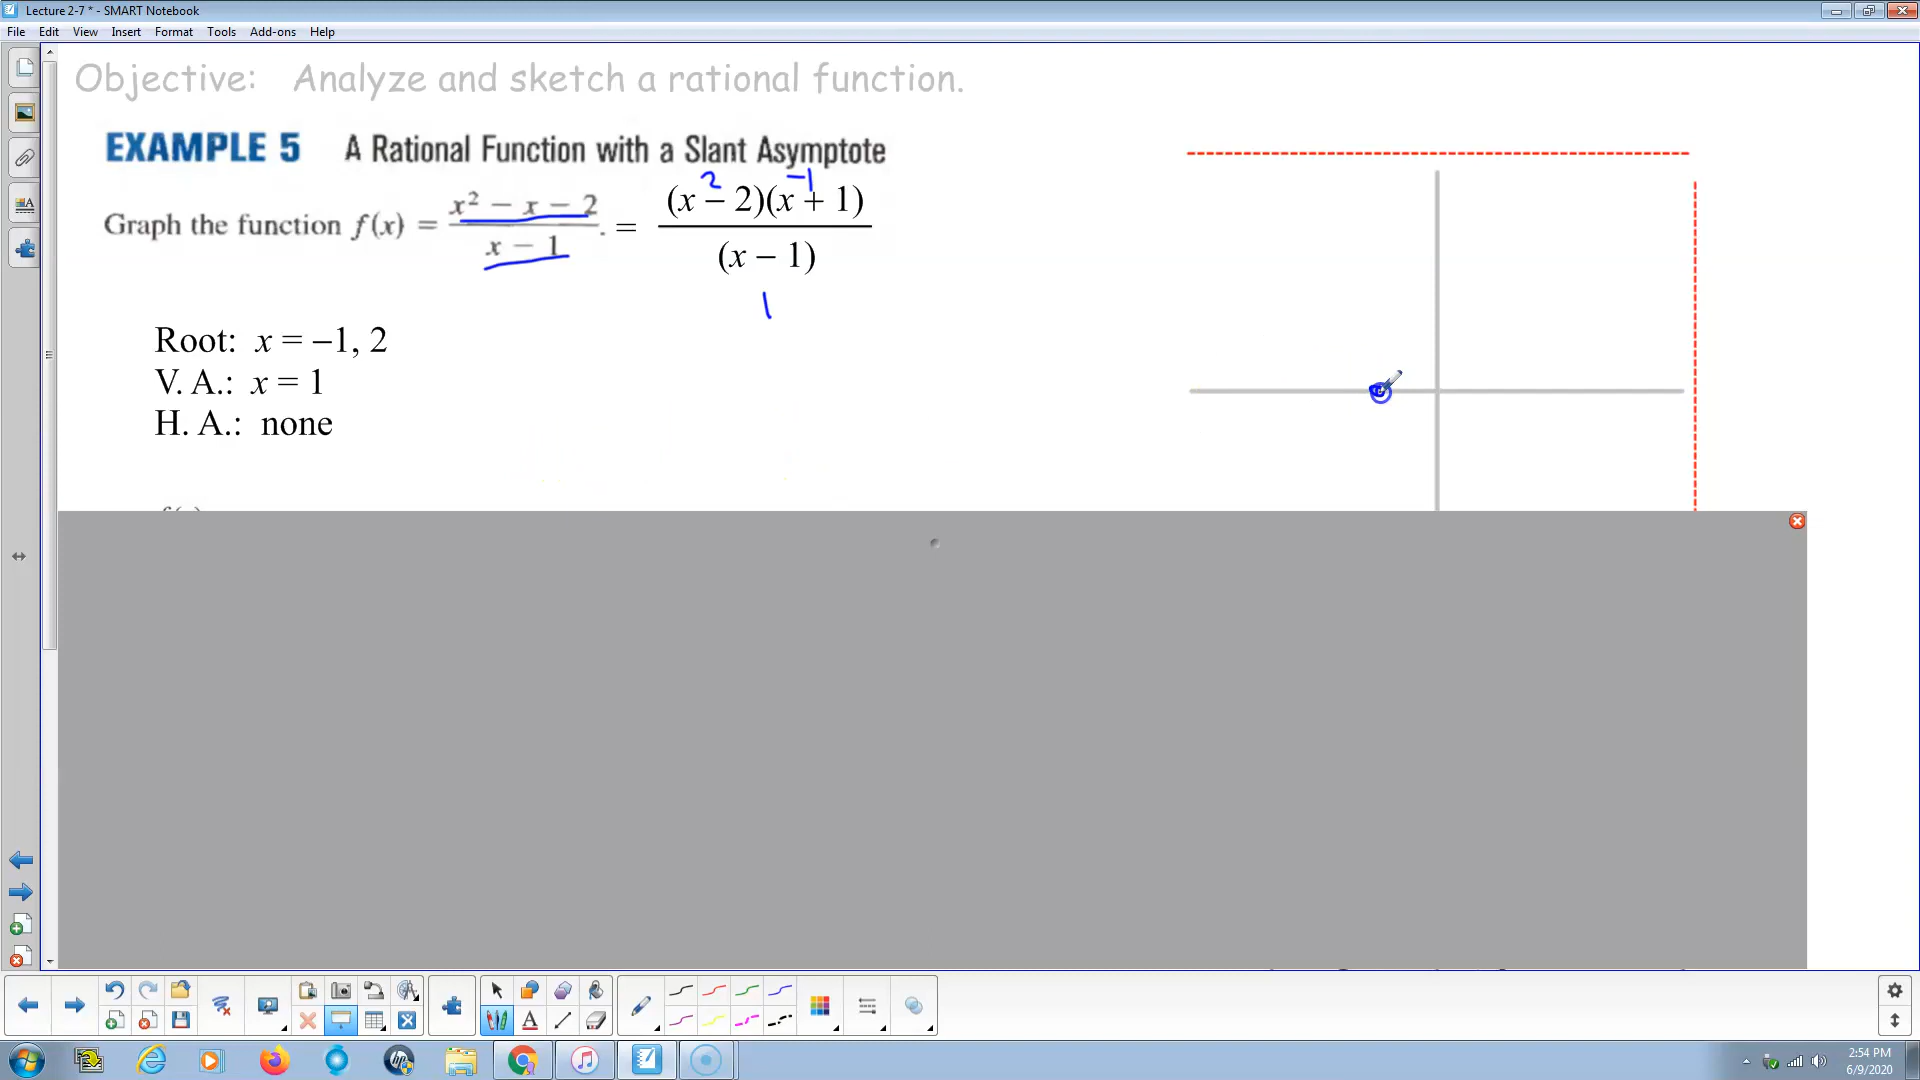 Lecture 2-7 * - SMART Notebook
File Edit View Insert Format Tools Add-ons Help
Objective: Analyze and sketch a rational function.
EXAMPLE 5 A Rational Function with a Slant Asymptote
2 −1
Graph the function f(x) = (x² − x − 2)/(x − 1). = (x − 2)(x + 1)/(x − 1)
1
Root: x = −1, 2
V. A.: x = 1
H. A.: none
2:54 PM
6/9/2020